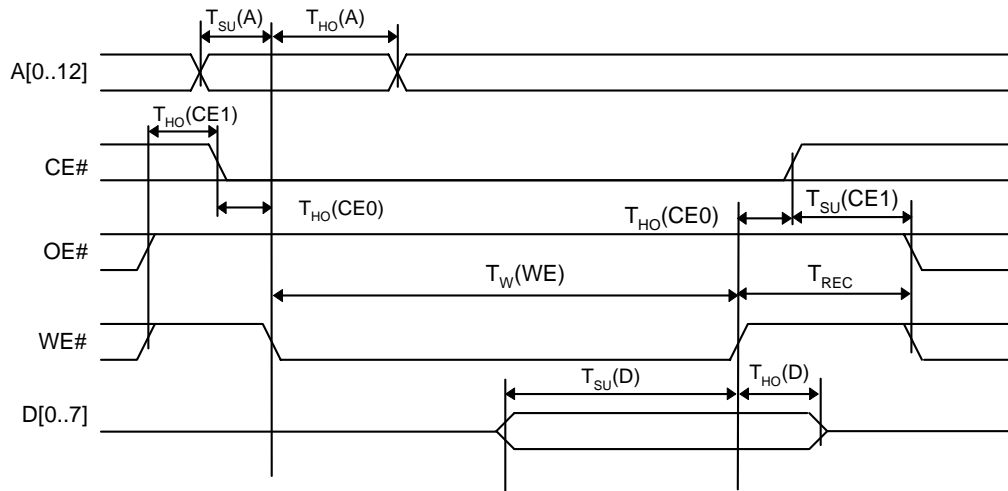 T_SU(A) T_HO(A)
A[0..12]
T_HO(CE1)
CE#
T_HO(CE0) T_HO(CE0) T_SU(CE1)
OE#
T_W(WE) T_REC
WE#
T_SU(D) T_HO(D)
D[0..7]